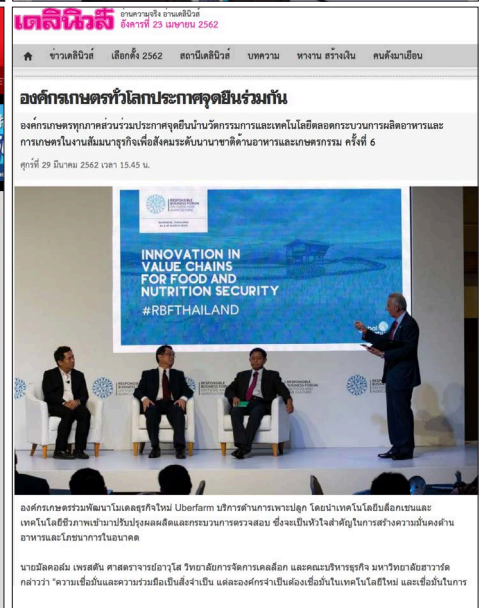 เดลินิวส์
อ่านความจริง อ่านเดลินิวส์
อังคารที่ 23 เมษายน 2562
ข่าวเดลินิวส์ เลือกตั้ง 2562 สถานีเดลินิวส์ บทความ หางาน สร้างเงิน คนดังมาเยือน
องค์กรเกษตรทั่วโลกประกาศจุดยืนร่วมกัน
องค์กรเกษตรทุกภาคส่วนร่วมประกาศจุดยืนนำนวัตกรรมการและเทคโนโลยีตลอดกระบวนการผลิตอาหารและ
การเกษตรในงานสัมมนาธุรกิจเพื่อสังคมระดับนานาชาติด้านอาหารและเกษตรกรรม ครั้งที่ 6
ศุกร์ที่ 29 มีนาคม 2562 เวลา 15.45 น.
RESPONSIBLE
BUSINESS FORUM
INNOVATION IN
VALUE CHAINS
FOR FOOD AND
NUTRITION SECURITY
#RBFTHAILAND
องค์กรเกษตรร่วมพัฒนาโมเดลธุรกิจใหม่ Uberfarm บริการด้านการเพาะปลูก โดยนำเทคโนโลยีบล็อกเชนและ
เทคโนโลยีชีวภาพเข้ามาปรับปรุงผลผลิตและกระบวนการตรวจสอบ ซึ่งจะเป็นหัวใจสำคัญในการสร้างความมั่นคงด้าน
อาหารและโภชนาการในอนาคต
นายมัลคอล์ม เพรสตัน ศาสตราจารย์อาวุโส วิทยาลัยการจัดการเคลล็อก และคณะบริหารธุรกิจ มหาวิทยาลัยฮาวาร์ด
กล่าวว่า "ความเชื่อมั่นและความร่วมมือเป็นสิ่งจำเป็น แต่ละองค์กรจำเป็นต้องเชื่อมั่นในเทคโนโลยีใหม่ และเชื่อมั่นในการ